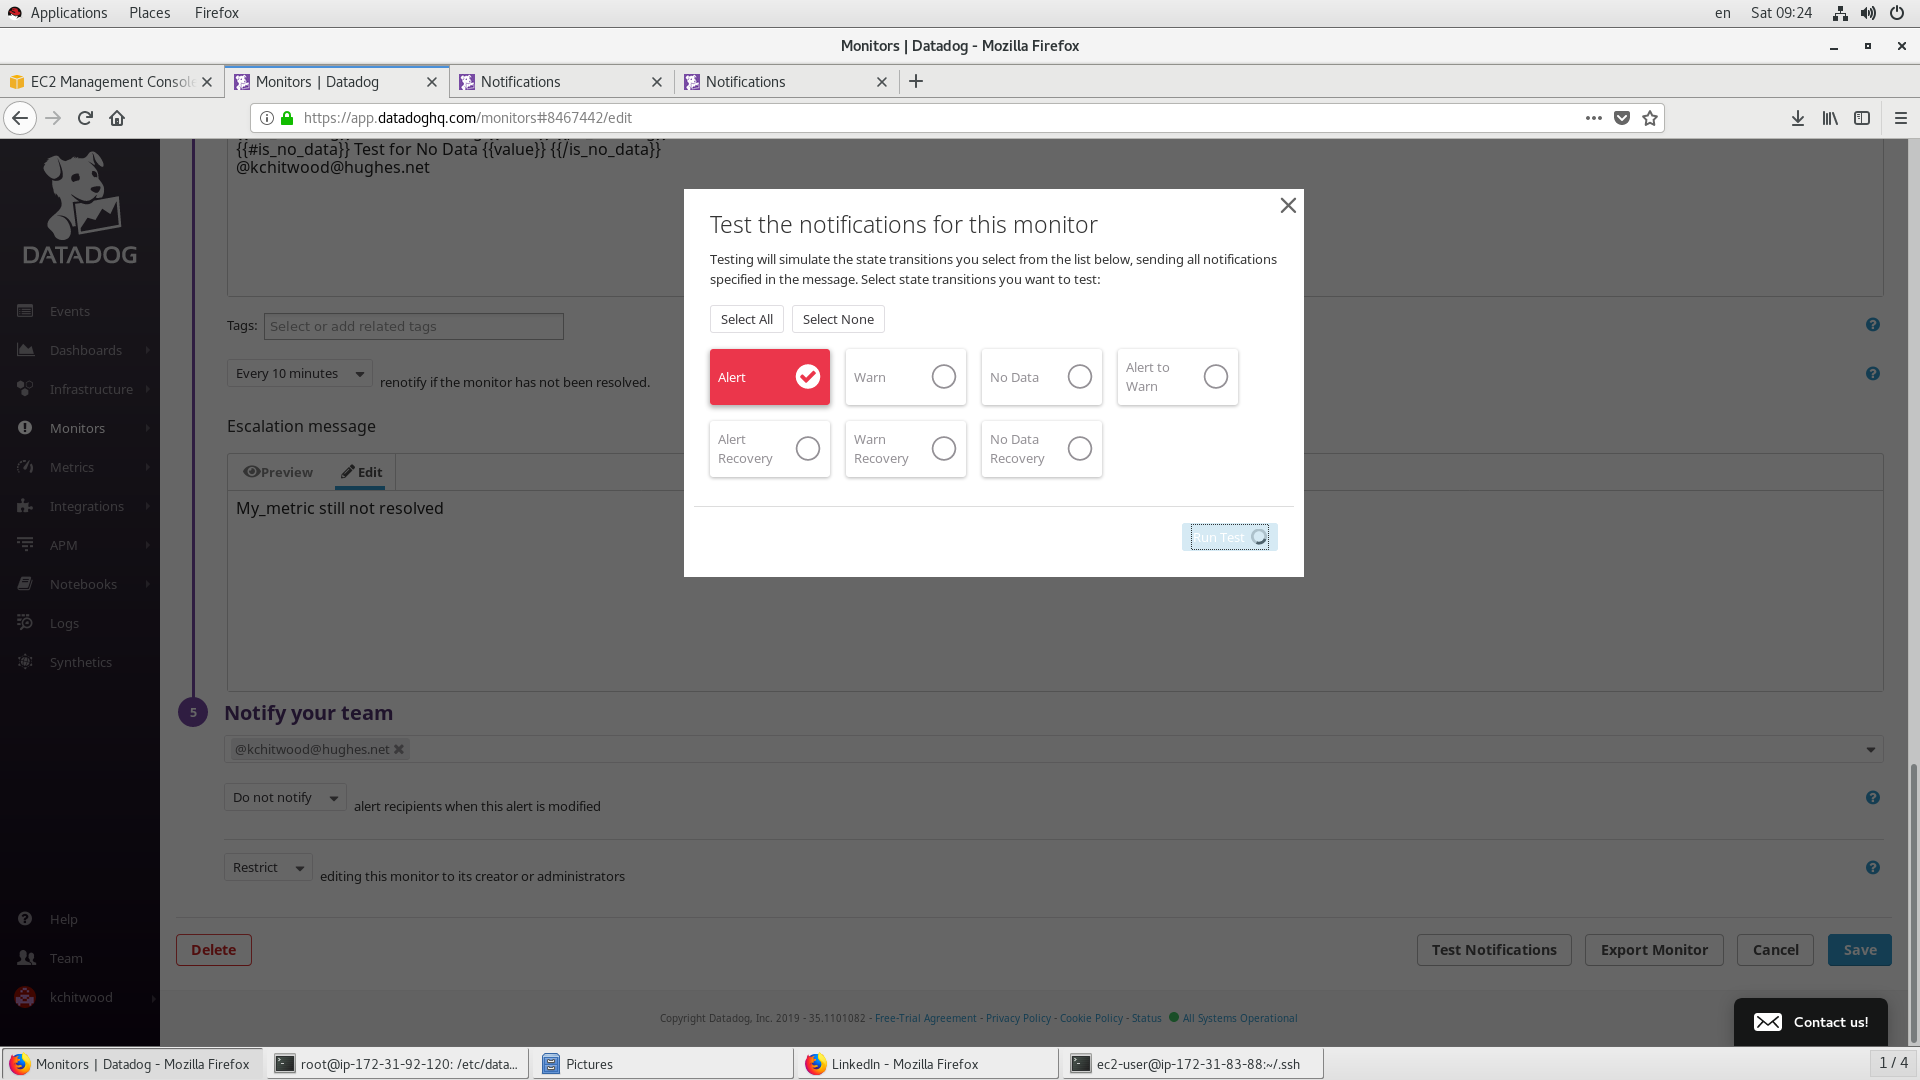 Applications Places Firefox en Sat 09:24
Monitors | Datadog - Mozilla Firefox
EC2 Management Consol
Monitors | Datadog
Notifications
Notifications
https://app.datadoghq.com/monitors#8467442/edit
{{#is_no_data}} Test for No Data {{value}} {{/is_no_data}}
@kchitwood@hughes.net
DATADOG
Events
Dashboards
Infrastructure
Monitors
Metrics
Integrations
APM
Notebooks
Logs
Synthetics
Help
Team
kchitwood
Tags: Select or add related tags
Every 10 minutes renotify if the monitor has not been resolved.
Escalation message
Preview Edit
My_metric still not resolved
Test the notifications for this monitor
Testing will simulate the state transitions you select from the list below, sending all notifications
specified in the message. Select state transitions you want to test:
Select All Select None
Alert
Warn
No Data
Alert to
Warn
Alert
Recovery
Warn
Recovery
No Data
Recovery
Run Test
5 Notify your team
@kchitwood@hughes.net
Do not notify alert recipients when this alert is modified
Restrict editing this monitor to its creator or administrators
Delete Test Notifications Export Monitor Cancel Save
Copyright Datadog, Inc. 2019 - 35.1101082 - Free-Trial Agreement - Privacy Policy - Cookie Policy - Status All Systems Operational
Contact us!
Monitors | Datadog - Mozilla Firefox
root@ip-172-31-92-120: /etc/data...
Pictures
LinkedIn - Mozilla Firefox
ec2-user@ip-172-31-83-88:~/.ssh
1 / 4